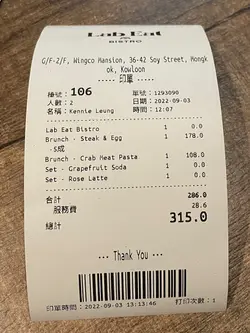 Lab Eat
BISTRO
G/F-2/F, Wingco Mansion, 36-42 Soy Street, Mongk
ok, Kowloon
----- 印單 -----
檯號：106 單號：1293090
人數：2 日期：2022-09-03
名稱：Kennie Leung 時間：12:07
Lab Eat Bistro 1 0.0
Brunch - Steak & Egg 1 178.0
-5成
Brunch - Crab Meat Pasta 1 108.0
Set - Grapefruit Soda 1 0.0
Set - Rose Latte 1 0.0
合計 286.0
服務費 28.6
總計 315.0
---- Thank You ----
印單時間：2022-09-03 13:13:46 打印次數：1